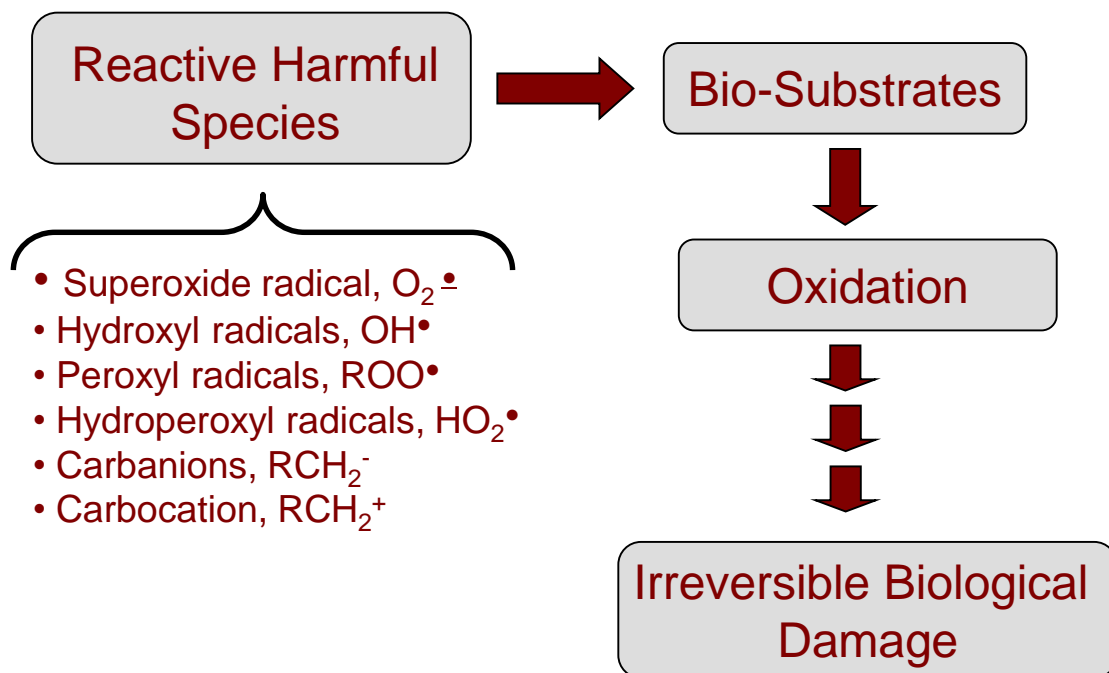 Reactive Harmful
Species
Bio-Substrates
Oxidation
• Superoxide radical, O₂•̲
• Hydroxyl radicals, OH•
• Peroxyl radicals, ROO•
• Hydroperoxyl radicals, HO₂•
• Carbanions, RCH₂⁻
• Carbocation, RCH₂⁺
Irreversible Biological
Damage